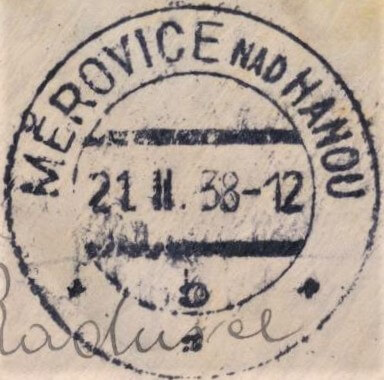 MĚROVICE NAD HANOU
21 II. 38-12
b